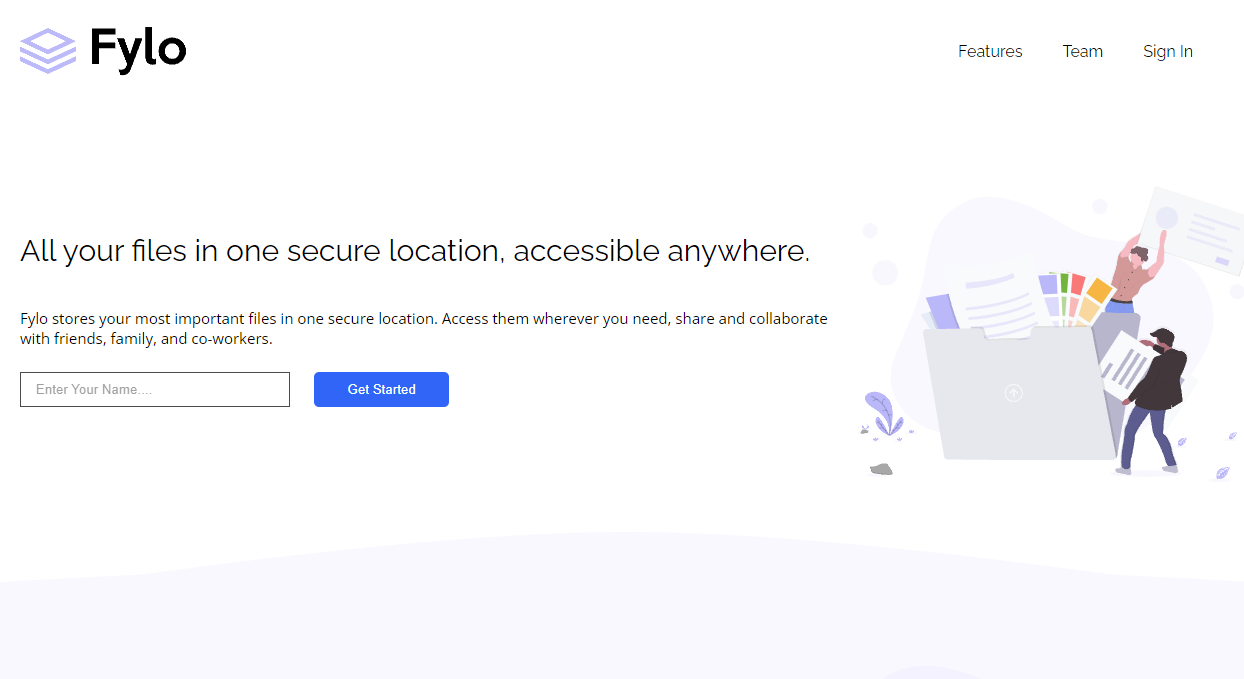 Fylo
Features
Team
Sign In
All your files in one secure location, accessible anywhere.
Fylo stores your most important files in one secure location. Access them wherever you need, share and collaborate
with friends, family, and co-workers.
Enter Your Name....
Get Started